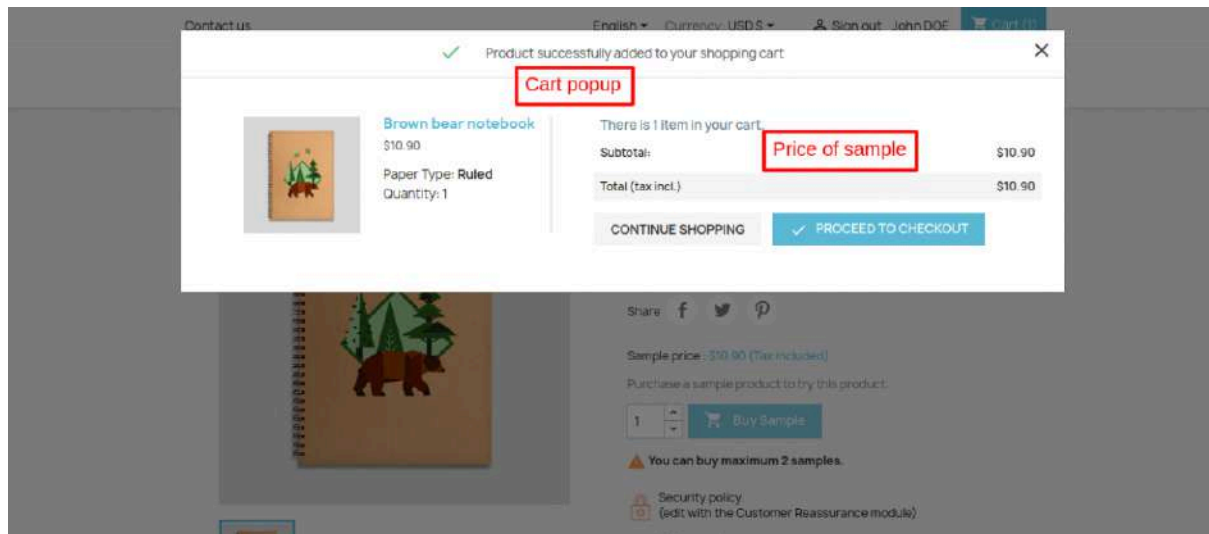 Contact us
English Currency: USD $ Sign out John DOE Cart (1)
Product successfully added to your shopping cart
Cart popup
Brown bear notebook
$10.90
Paper Type: Ruled
Quantity: 1
There is 1 item in your cart.
Price of sample
Subtotal: $10.90
Total (tax incl.) $10.90
CONTINUE SHOPPING PROCEED TO CHECKOUT
Share
Sample price : $10.90 (Tax included)
Purchase a sample product to try this product.
1 Buy Sample
You can buy maximum 2 samples.
Security policy
(edit with the Customer Reassurance module)